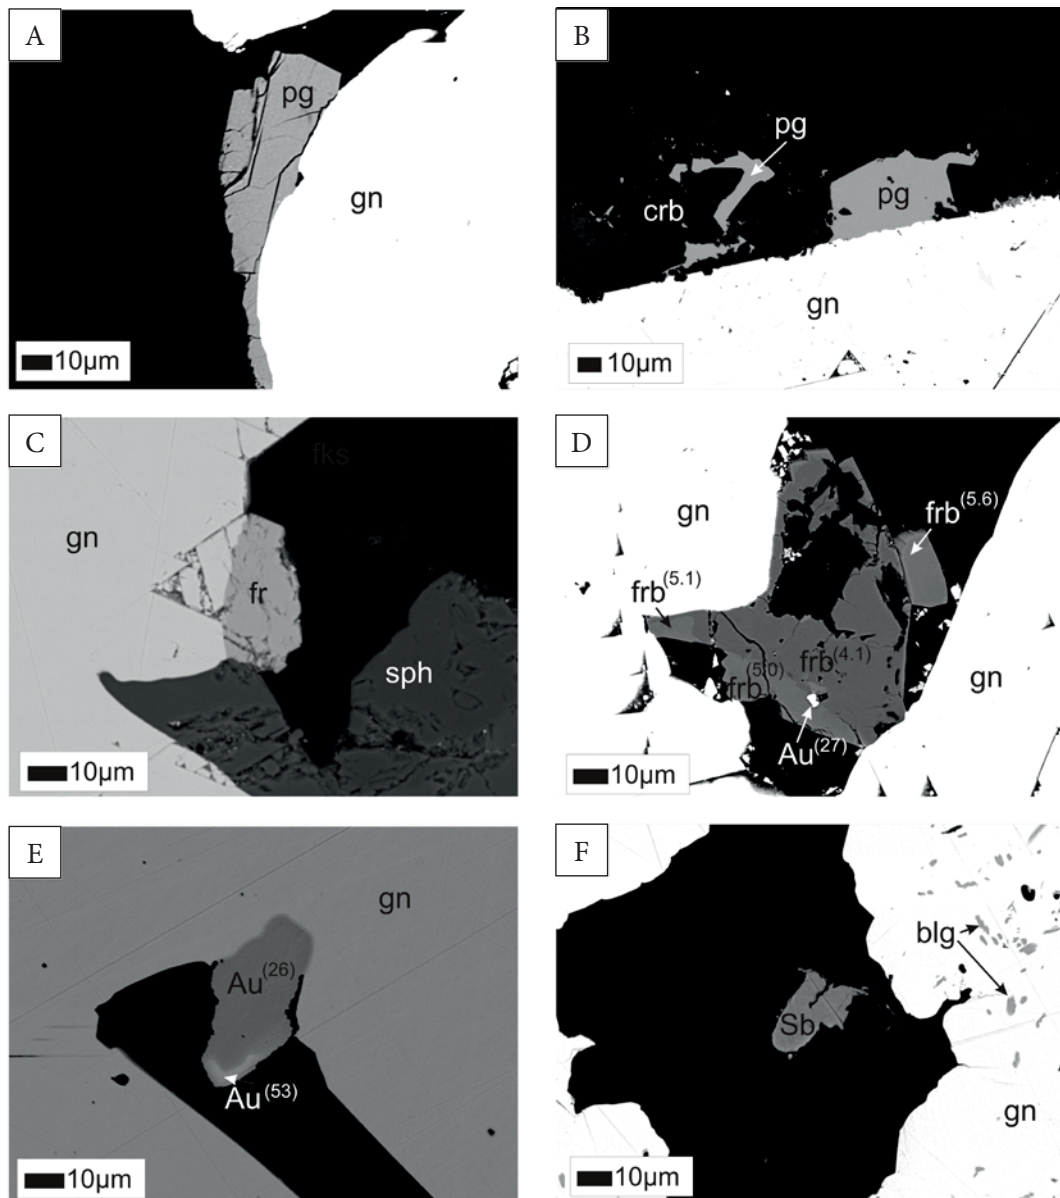 A
pg
gn
10μm
B
pg
crb
pg
gn
10μm
C
fks
gn
fr
sph
10μm
D
gn
frb(5.6)
frb(5.1)
frb(4.1)
frb(5.0)
gn
Au(27)
10μm
E
gn
Au(26)
Au(53)
10μm
F
blg
Sb
gn
10μm